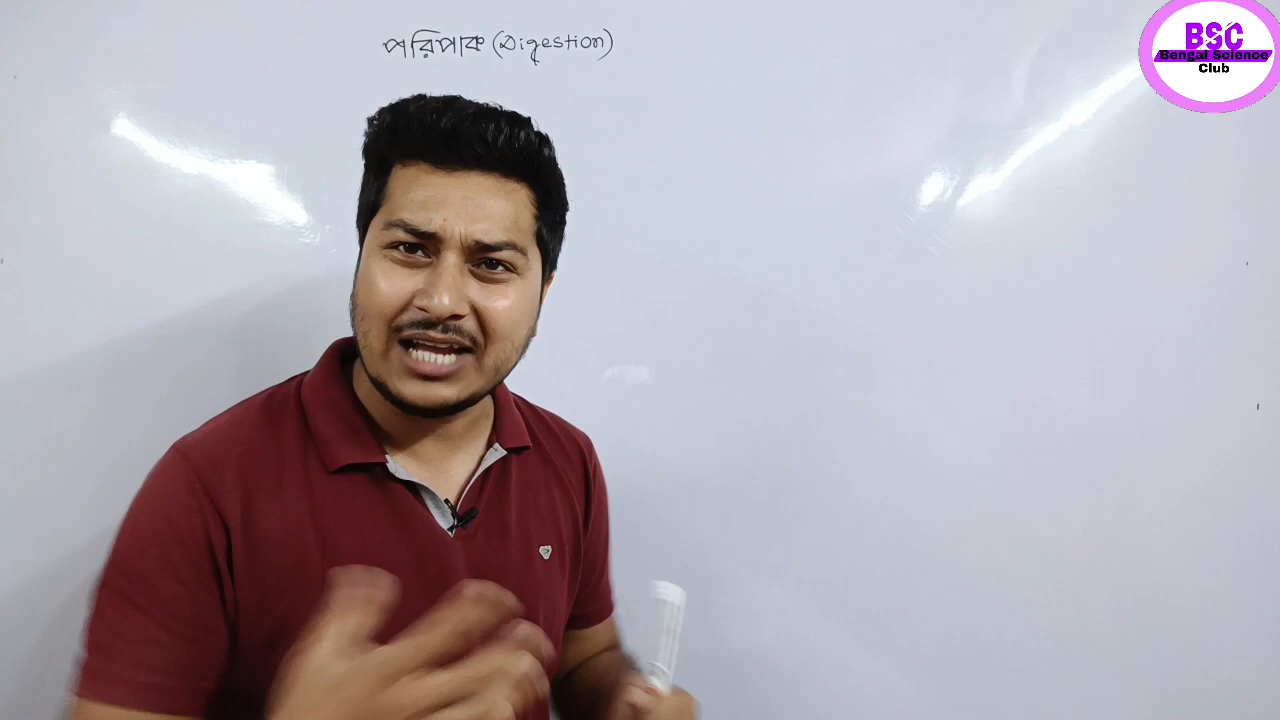 পরিপাক (Digestion)
BSC
Bengal Science
Club